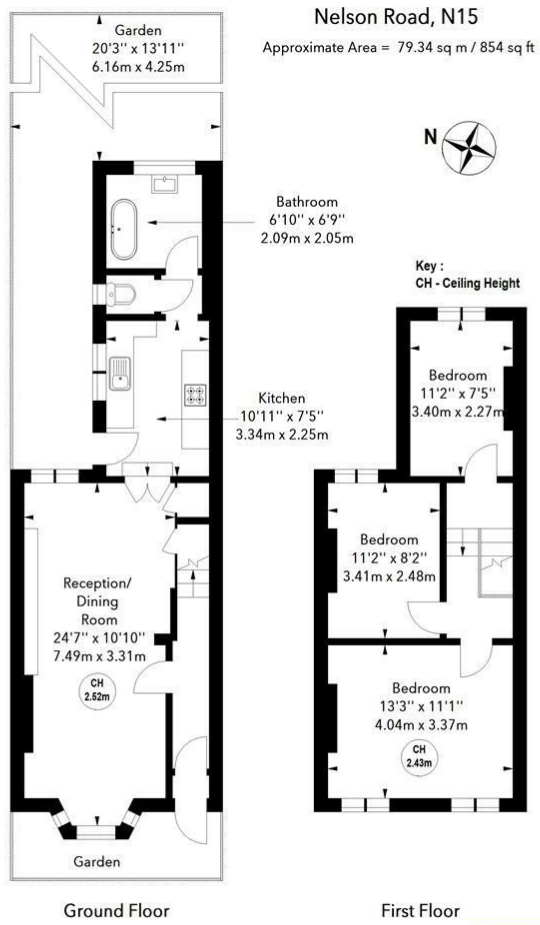 Nelson Road, N15
Approximate Area = 79.34 sq m / 854 sq ft
Garden
20'3'' x 13'11''
6.16m x 4.25m
N
Bathroom
6'10'' x 6'9''
2.09m x 2.05m
Key :
CH - Ceiling Height
Kitchen
10'11'' x 7'5''
3.34m x 2.25m
Bedroom
11'2'' x 7'5''
3.40m x 2.27m
Bedroom
11'2'' x 8'2''
3.41m x 2.48m
Reception/
Dining
Room
24'7'' x 10'10''
7.49m x 3.31m
CH
2.52m
Bedroom
13'3'' x 11'1''
4.04m x 3.37m
CH
2.43m
Garden
Ground Floor
First Floor